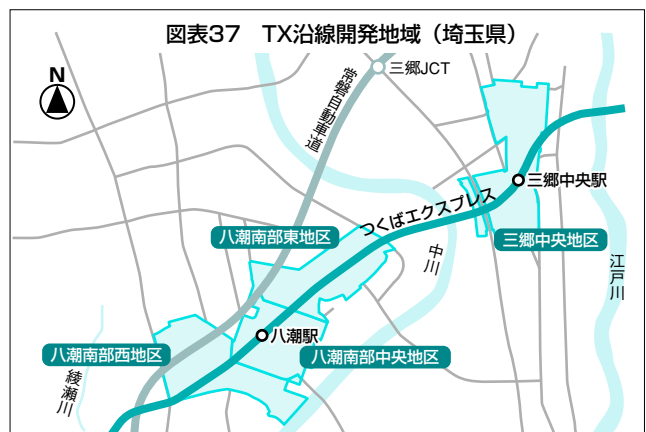 図表37　TX沿線開発地域（埼玉県）
N
三郷JCT
常磐自動車道
三郷中央駅
つくばエクスプレス
八潮南部東地区
三郷中央地区
中川
江戸川
八潮駅
八潮南部西地区
八潮南部中央地区
綾瀬川